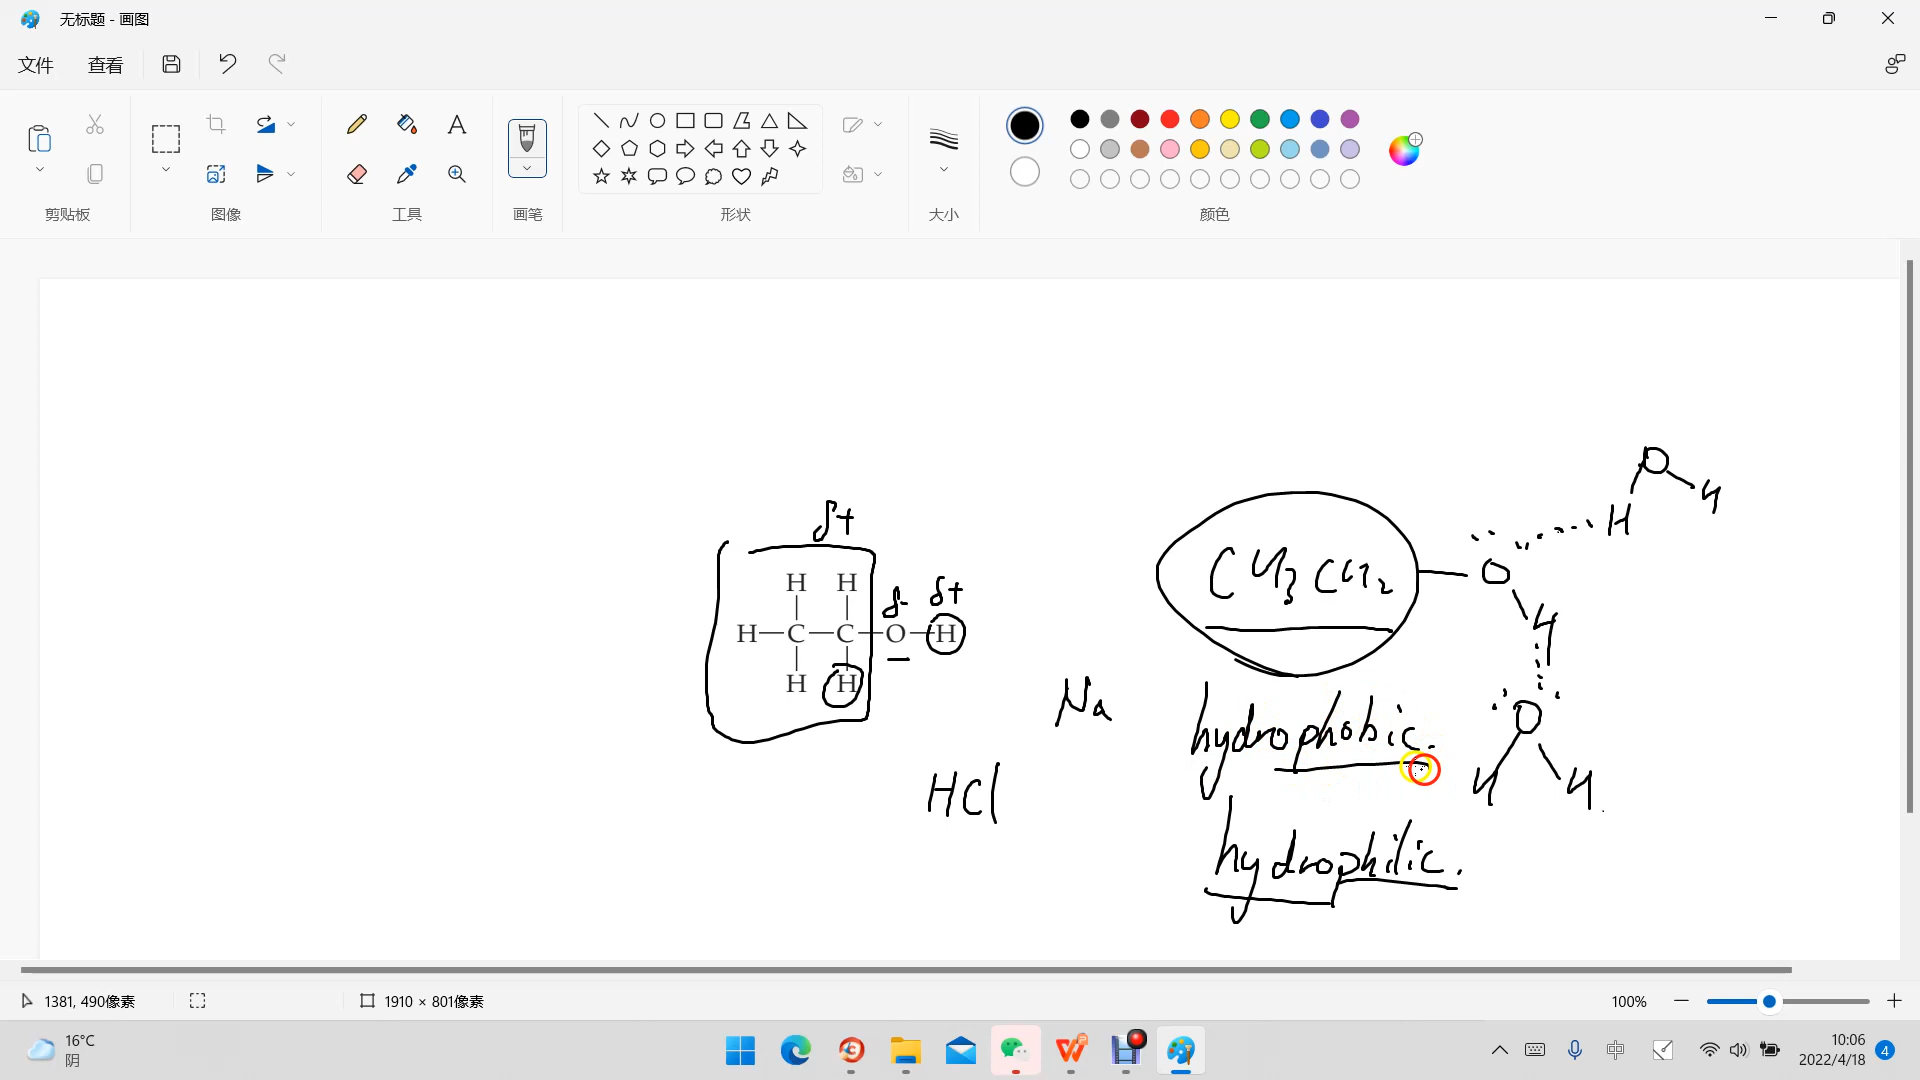 无标题 - 画图
文件 查看
剪贴板 图像 工具 画笔 形状 大小 颜色
δ+
H H δ- δ+
H—C—C—O—H
H H
CH3CH2 — O
H
O
H
H
O
H H
Na
HCl
hydrophobic.
hydrophilic.
1381, 490像素 1910 × 801像素 100%
16°C
阴
中
10:06
2022/4/18
4